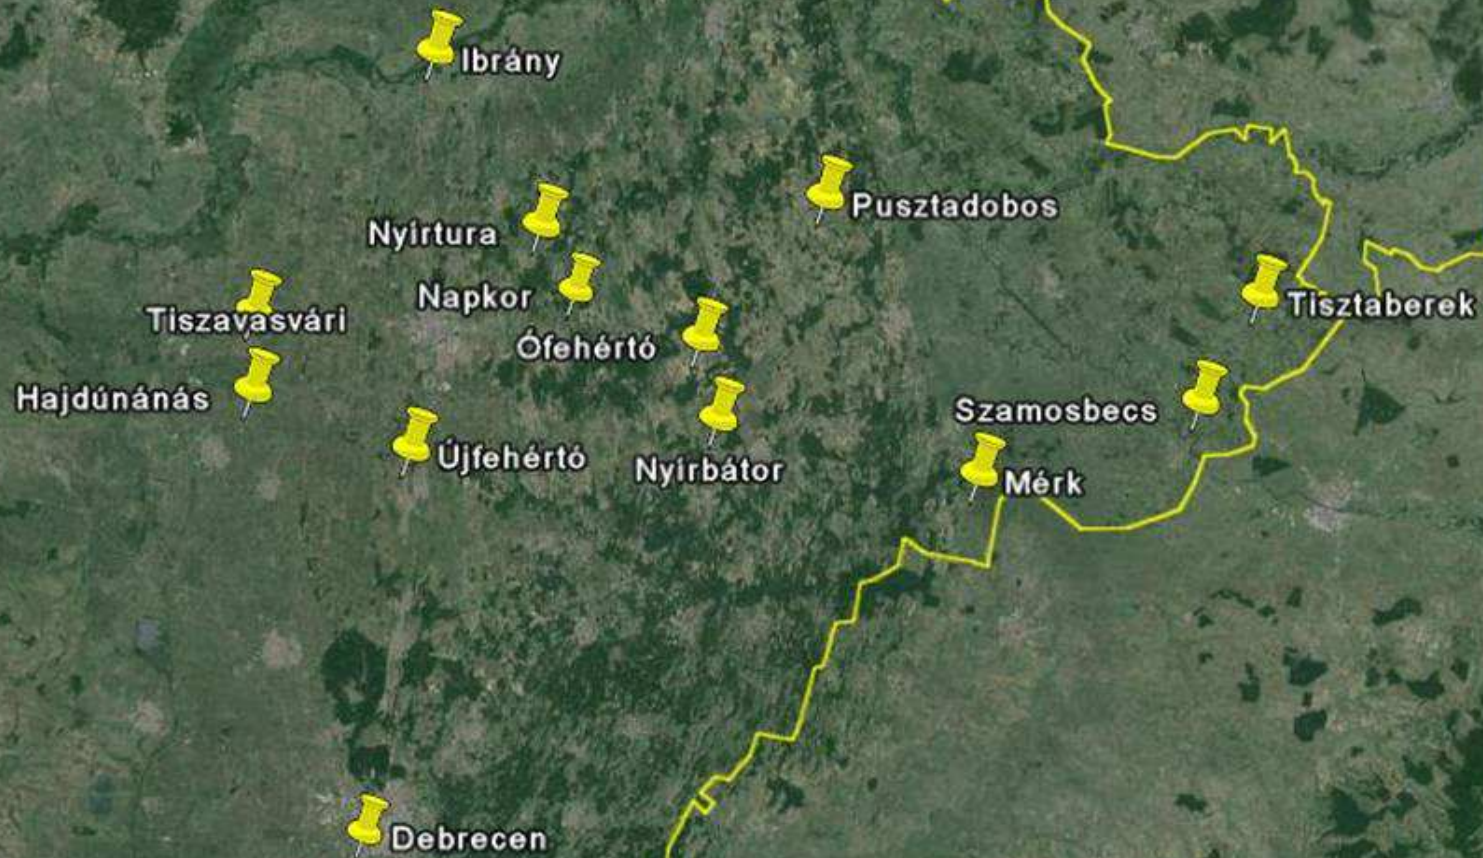 Ibrány
Pusztadobos
Nyírtura
Napkor
Tisztaberek
Tiszavasvári
Ófehértó
Hajdúnánás
Szamosbecs
Újfehértó
Nyírbátor
Mérk
Debrecen